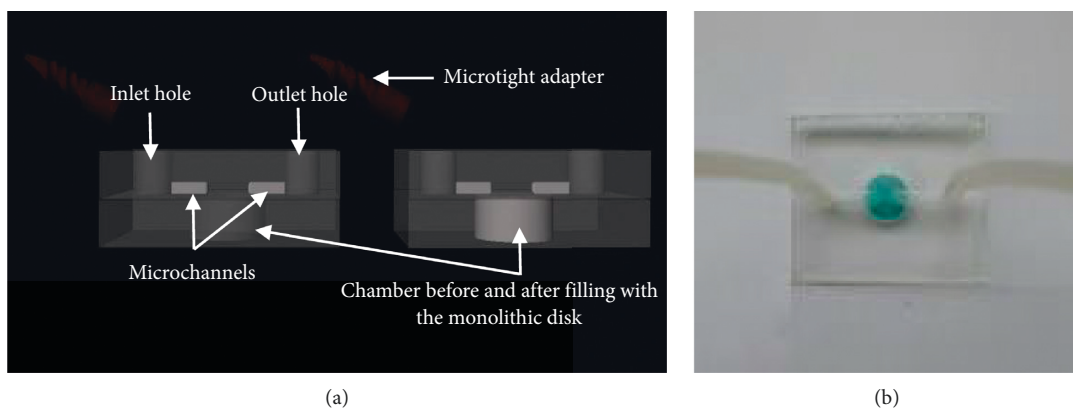 Microtight adapter
Inlet hole
Outlet hole
Microchannels
Chamber before and after filling with
the monolithic disk
(a)
(b)